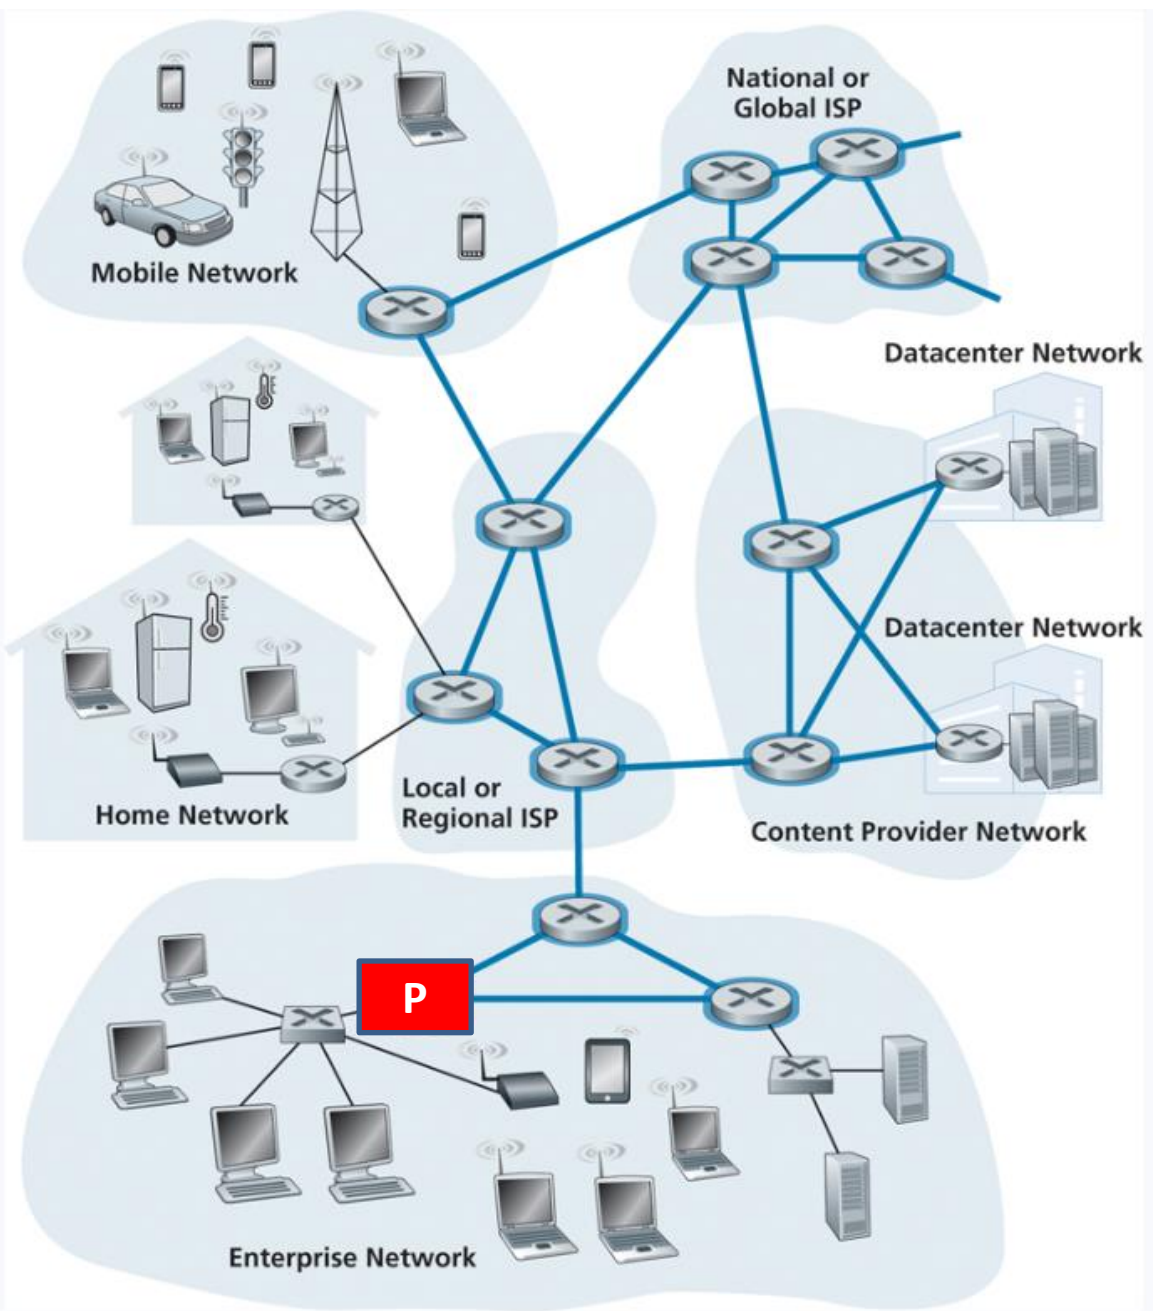 National or
Global ISP
Mobile Network
Datacenter Network
Datacenter Network
Home Network
Local or
Regional ISP
Content Provider Network
P
Enterprise Network